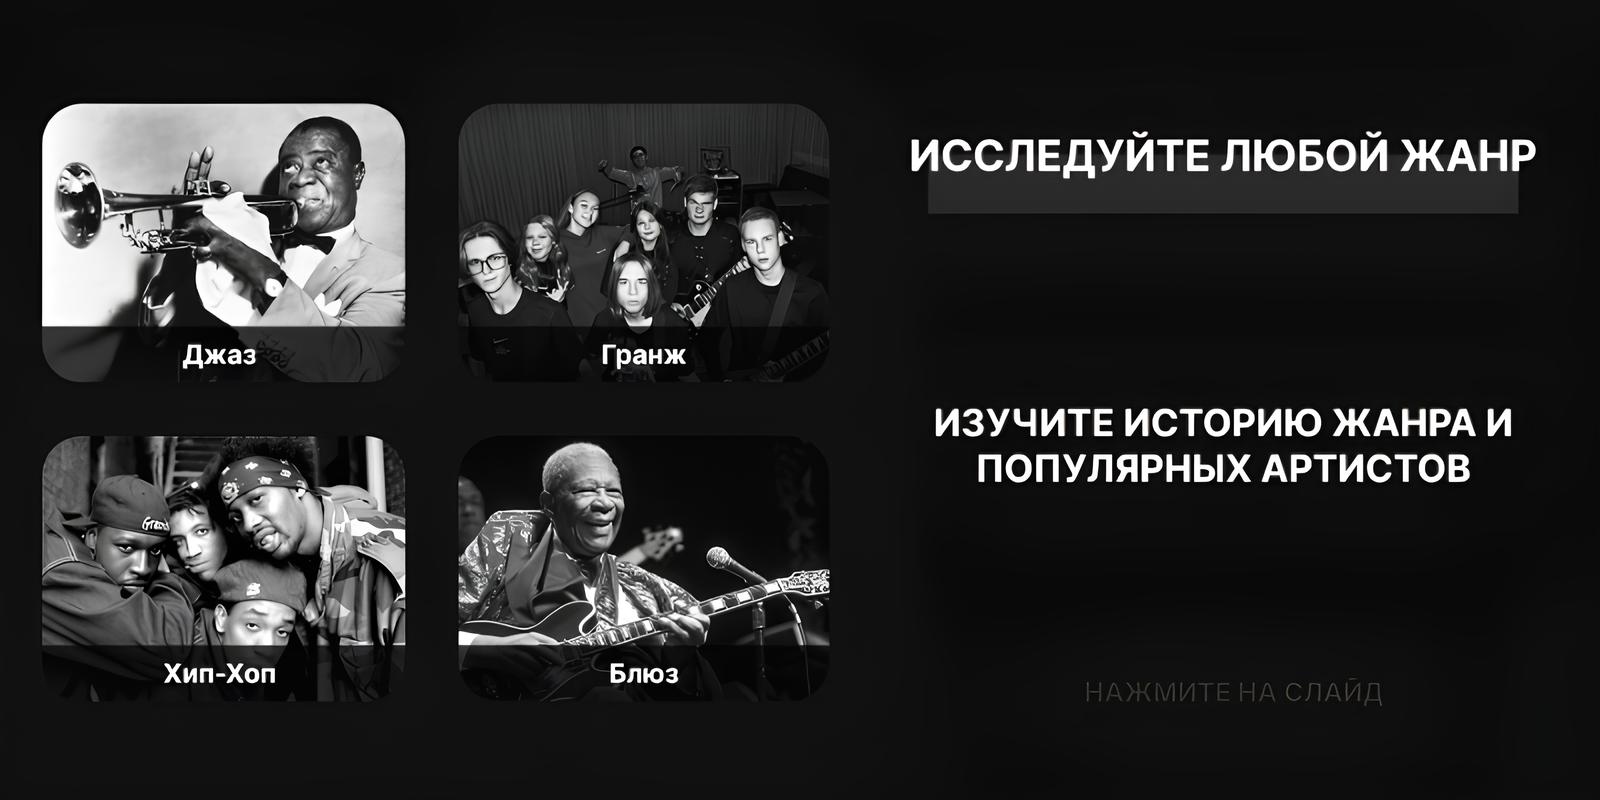 Джаз
Гранж
Хип-Хоп
Блюз
ИССЛЕДУЙТЕ ЛЮБОЙ ЖАНР
ИЗУЧИТЕ ИСТОРИЮ ЖАНРА И
ПОПУЛЯРНЫХ АРТИСТОВ
НАЖМИТЕ НА СЛАЙД